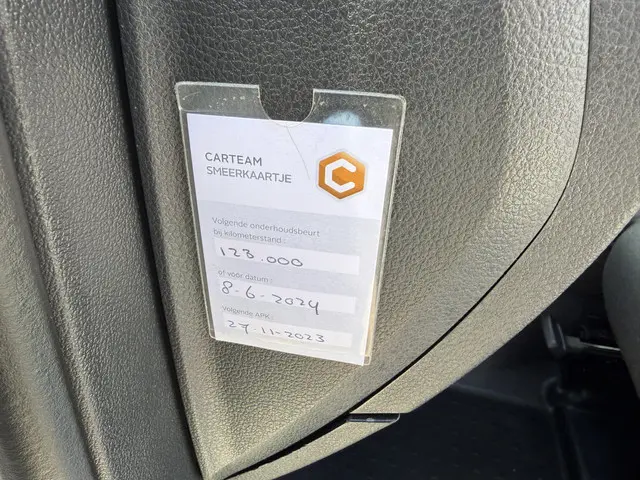 CARTEAM
SMEERKAARTJE
Volgende onderhoudsbeurt
bij kilometerstand:
123.000
of voor datum:
8-6-2024
Volgende APK:
27-11-2023